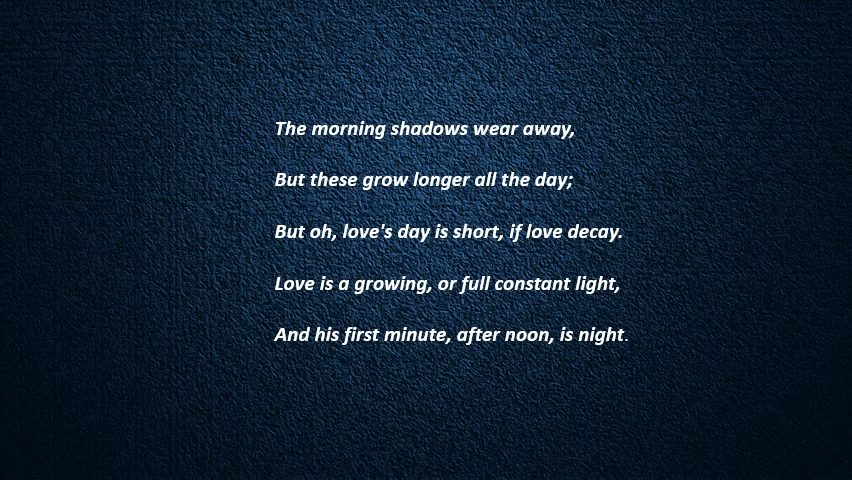 The morning shadows wear away,
But these grow longer all the day;
But oh, love's day is short, if love decay.
Love is a growing, or full constant light,
And his first minute, after noon, is night.